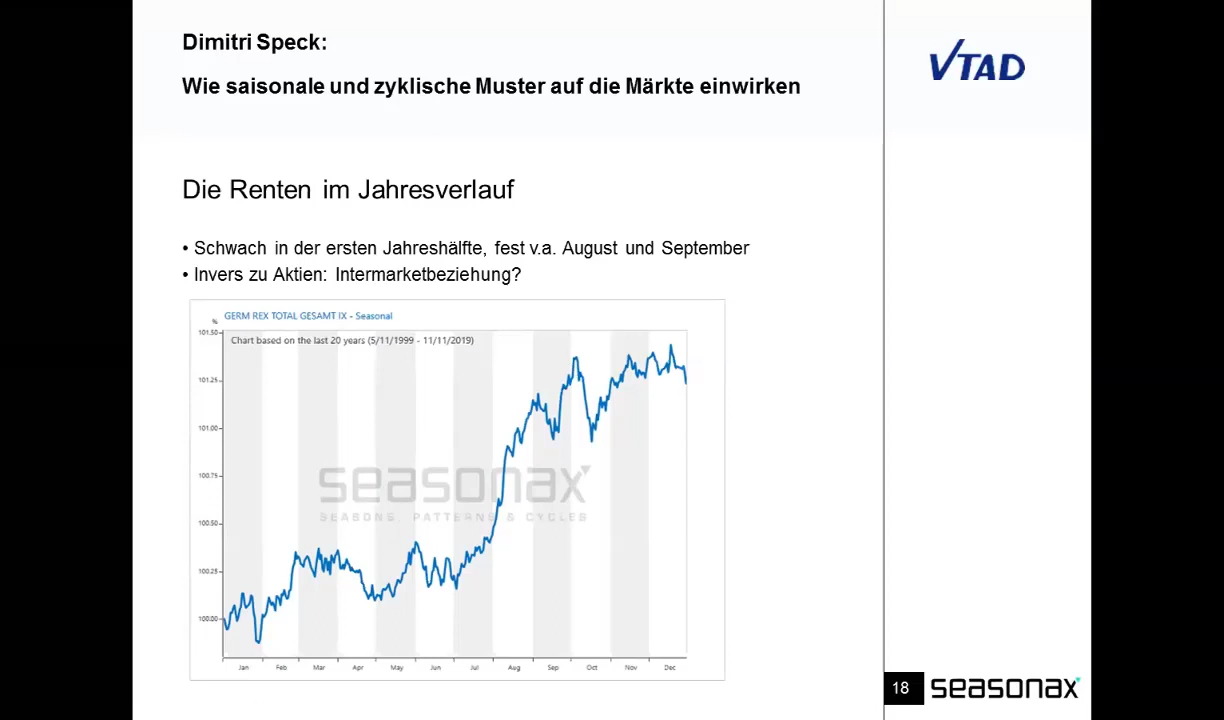 Dimitri Speck:
VTAD
Wie saisonale und zyklische Muster auf die Märkte einwirken
Die Renten im Jahresverlauf
• Schwach in der ersten Jahreshälfte, fest v.a. August und September
• Invers zu Aktien: Intermarketbeziehung?
GERM REX TOTAL GESAMT IX - Seasonal
%
Chart based on the last 20 years (5/11/1999 - 11/11/2019)
101.50
101.25
101.00
100.75
100.50
100.25
100.00
seasonax
SEASONS, PATTERNS & CYCLES
Jan Feb Mar Apr May Jun Jul Aug Sep Oct Nov Dec
18 seasonax